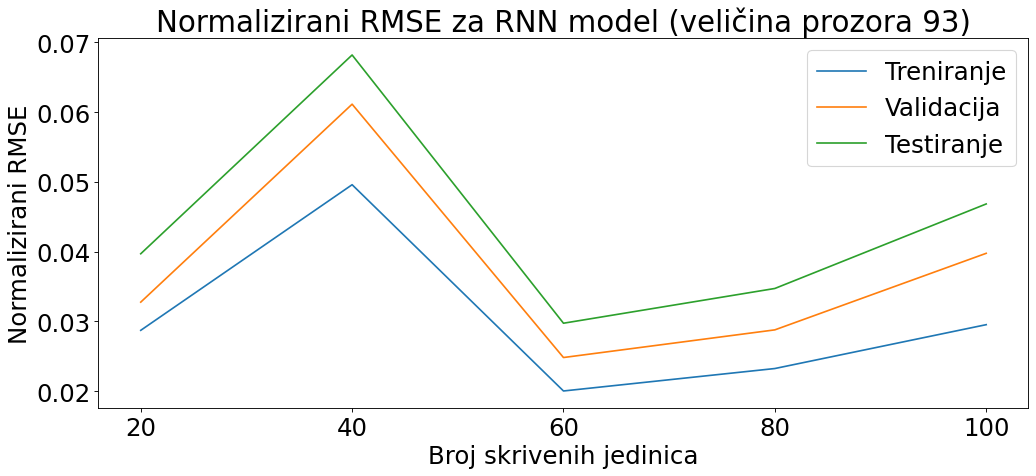 Normalizirani RMSE za RNN model (veličina prozora 93)
Normalizirani RMSE
0.07
0.06
0.05
0.04
0.03
0.02
Treniranje
Validacija
Testiranje
20 40 60 80 100
Broj skrivenih jedinica